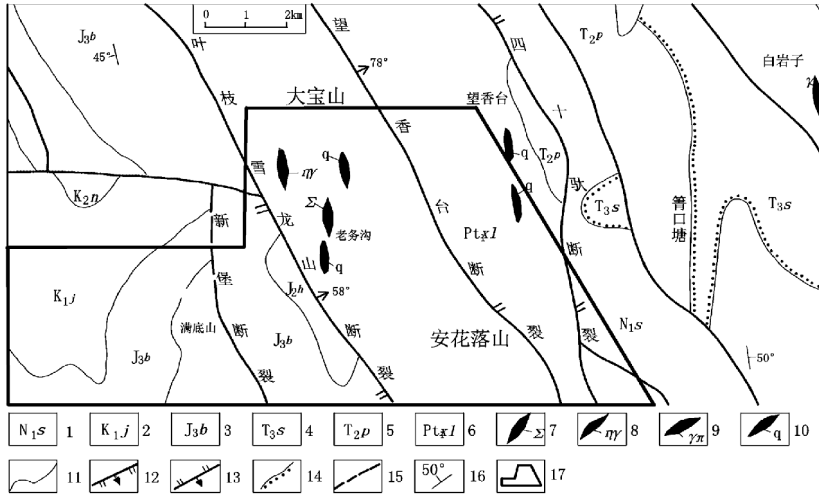 0 1 2km
J₃b
45°
叶枝雪龙山断裂
望香台断裂
78°
四十驮断裂
T₂p
白岩子
γ
大宝山
望香台
ηγ
q
q
T₂p
K₂n
Σ
q
T₃s
箐口塘
T₃s
新堡断裂
老务沟
q
Ptxl
K₁j
J₂h
58°
满底山
J₃b
J₃b
安花落山
N₁s
50°
N₁s 1 K₁j 2 J₃b 3 T₃s 4 T₂p 5 Ptxl 6 Σ 7 ηγ 8 γπ 9 q 10
11 12 13 14 15 50° 16 17